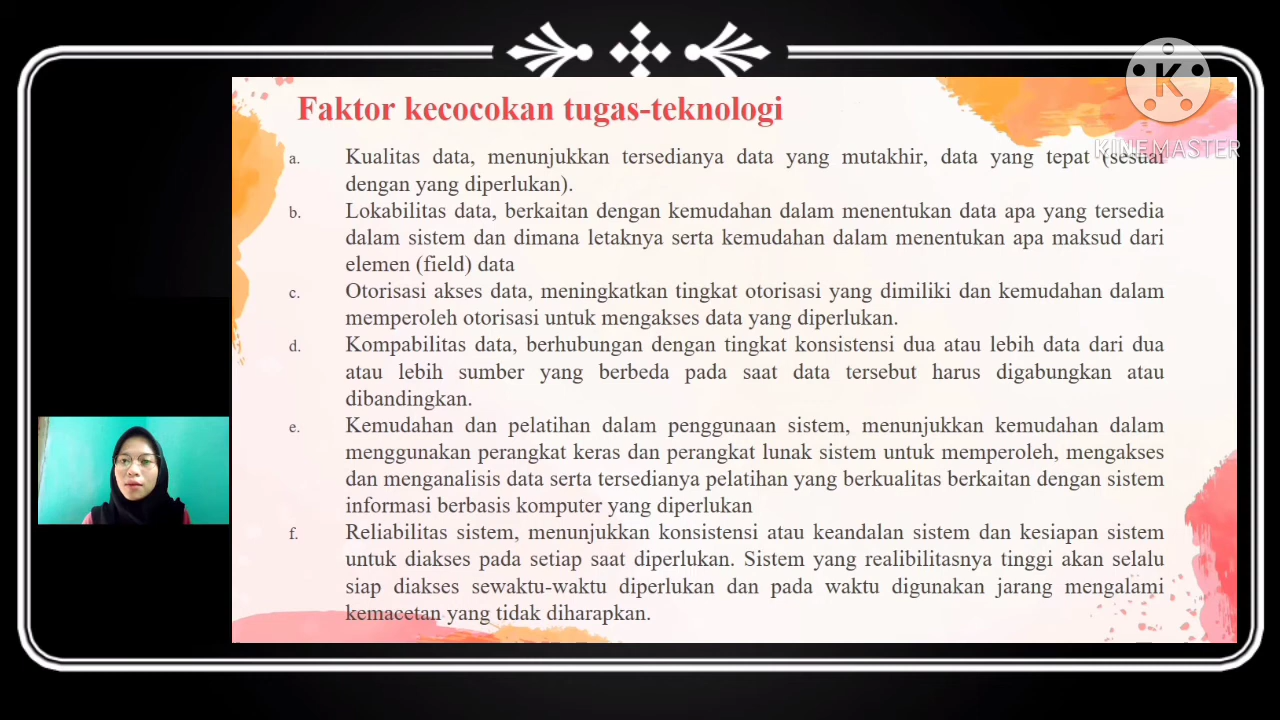 Faktor kecocokan tugas-teknologi
a. Kualitas data, menunjukkan tersedianya data yang mutakhir, data yang tepat (sesuai
dengan yang diperlukan).
b. Lokabilitas data, berkaitan dengan kemudahan dalam menentukan data apa yang tersedia
dalam sistem dan dimana letaknya serta kemudahan dalam menentukan apa maksud dari
elemen (field) data
c. Otorisasi akses data, meningkatkan tingkat otorisasi yang dimiliki dan kemudahan dalam
memperoleh otorisasi untuk mengakses data yang diperlukan.
d. Kompabilitas data, berhubungan dengan tingkat konsistensi dua atau lebih data dari dua
atau lebih sumber yang berbeda pada saat data tersebut harus digabungkan atau
dibandingkan.
e. Kemudahan dan pelatihan dalam penggunaan sistem, menunjukkan kemudahan dalam
menggunakan perangkat keras dan perangkat lunak sistem untuk memperoleh, mengakses
dan menganalisis data serta tersedianya pelatihan yang berkualitas berkaitan dengan sistem
informasi berbasis komputer yang diperlukan
f. Reliabilitas sistem, menunjukkan konsistensi atau keandalan sistem dan kesiapan sistem
untuk diakses pada setiap saat diperlukan. Sistem yang realibilitasnya tinggi akan selalu
siap diakses sewaktu-waktu diperlukan dan pada waktu digunakan jarang mengalami
kemacetan yang tidak diharapkan.
K
KINEMASTER